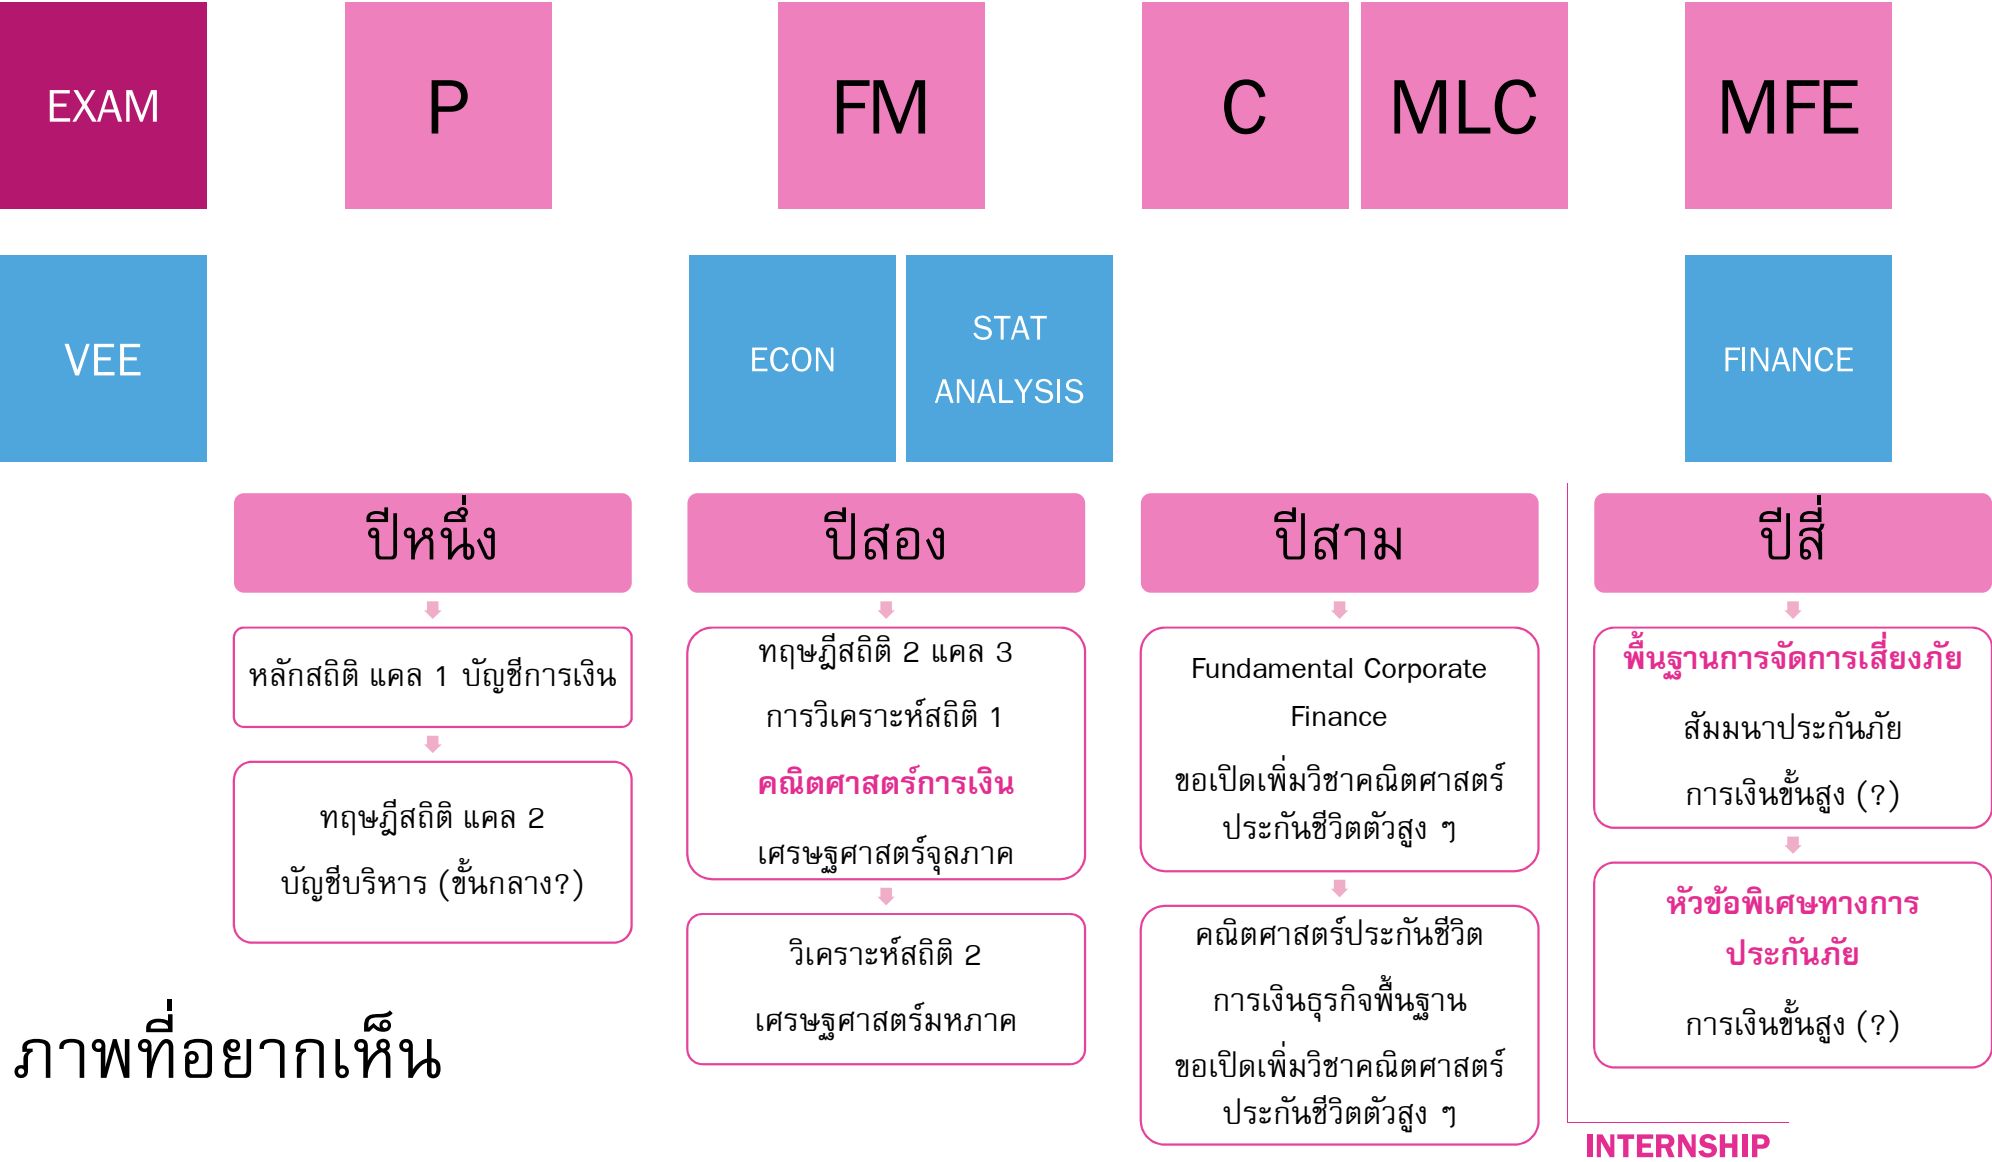 EXAM
P
FM
C
MLC
MFE
VEE
ECON
STAT
ANALYSIS
FINANCE
ปีหนึ่ง
หลักสถิติ แคล 1 บัญชีการเงิน
ทฤษฎีสถิติ แคล 2
บัญชีบริหาร (ขั้นกลาง?)
ปีสอง
ทฤษฎีสถิติ 2 แคล 3
การวิเคราะห์สถิติ 1
คณิตศาสตร์การเงิน
เศรษฐศาสตร์จุลภาค
วิเคราะห์สถิติ 2
เศรษฐศาสตร์มหภาค
ปีสาม
Fundamental Corporate
Finance
ขอเปิดเพิ่มวิชาคณิตศาสตร์
ประกันชีวิตตัวสูง ๆ
คณิตศาสตร์ประกันชีวิต
การเงินธุรกิจพื้นฐาน
ขอเปิดเพิ่มวิชาคณิตศาสตร์
ประกันชีวิตตัวสูง ๆ
ปีสี่
พื้นฐานการจัดการเสี่ยงภัย
สัมมนาประกันภัย
การเงินขั้นสูง (?)
หัวข้อพิเศษทางการ
ประกันภัย
การเงินขั้นสูง (?)
ภาพที่อยากเห็น
INTERNSHIP